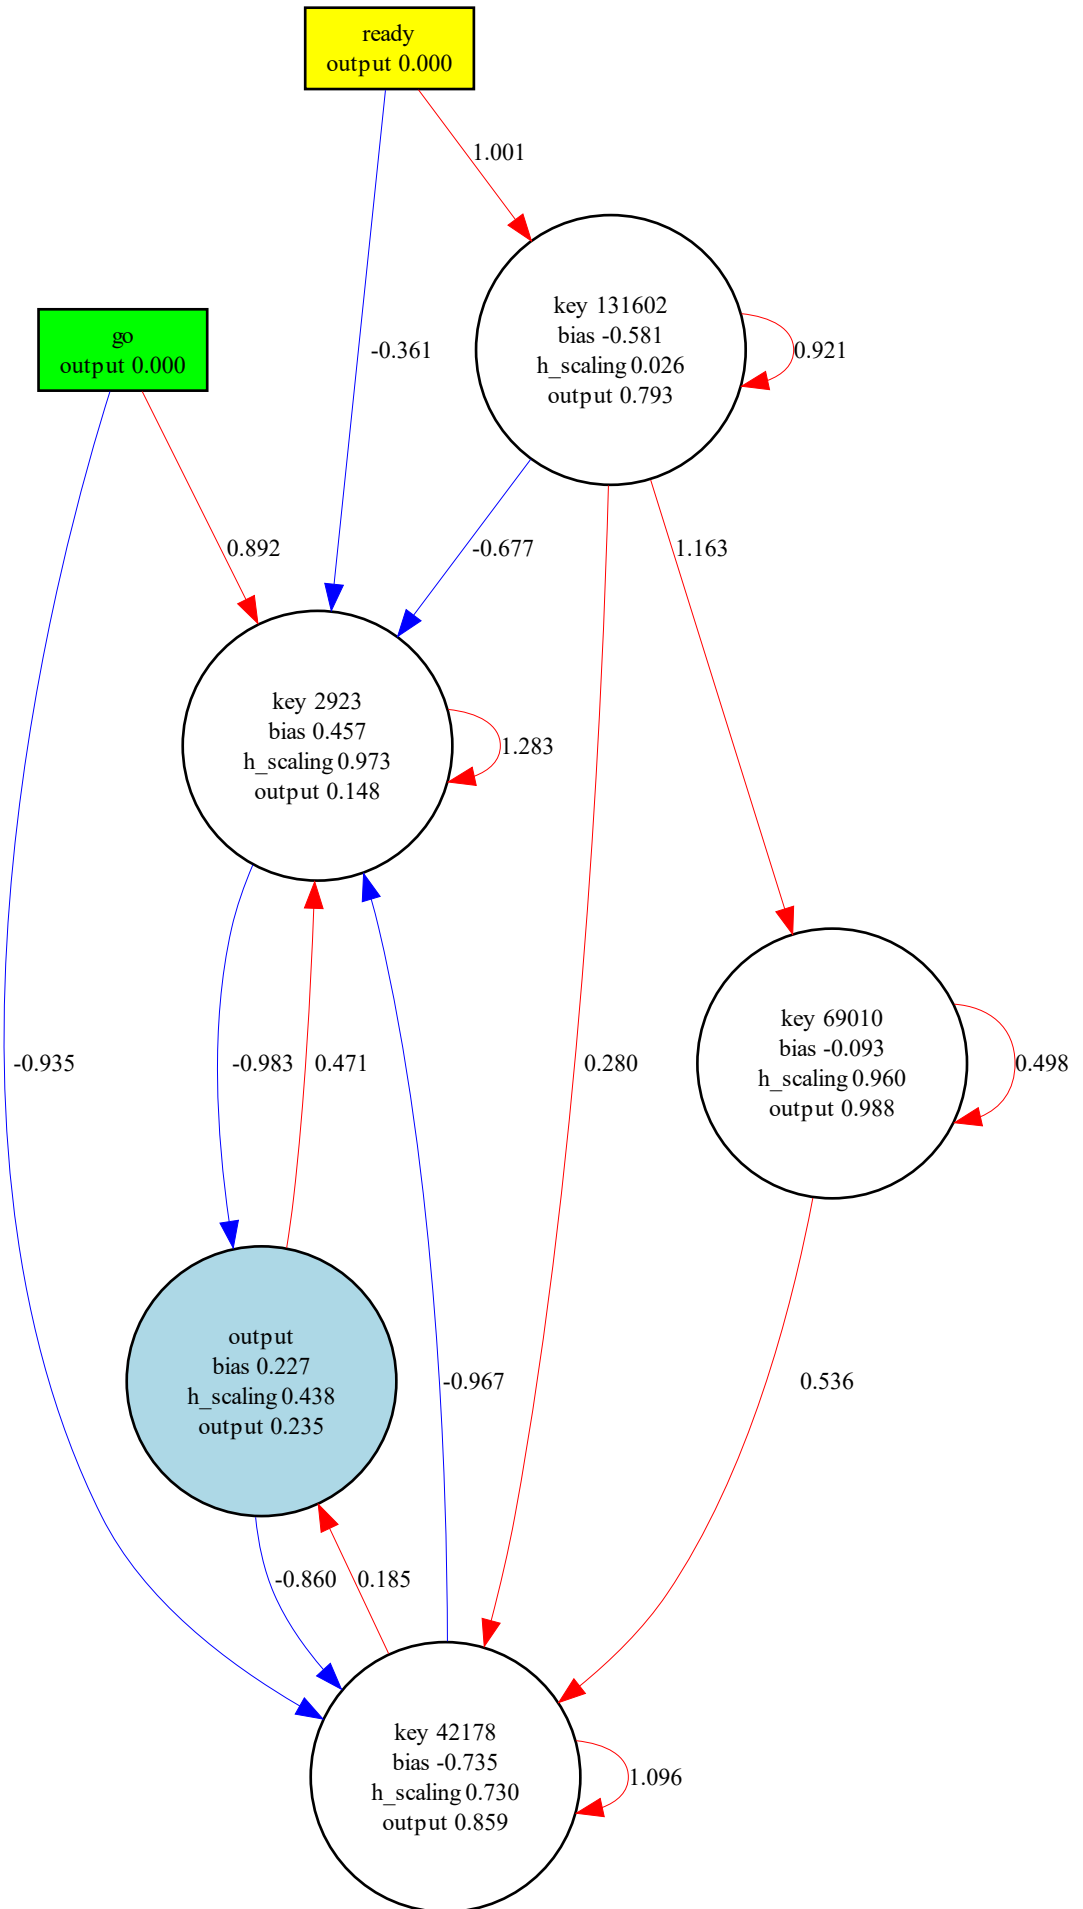 ready
output 0.000
1.001
key 131602
bias -0.581
h_scaling 0.026
output 0.793
0.921
go
output 0.000
-0.361
0.892
-0.677
1.163
key 2923
bias 0.457
h_scaling 0.973
output 0.148
1.283
key 69010
bias -0.093
h_scaling 0.960
output 0.988
0.498
-0.935
-0.983
0.471
0.280
output
bias 0.227
h_scaling 0.438
output 0.235
-0.967
0.536
-0.860
0.185
key 42178
bias -0.735
h_scaling 0.730
output 0.859
1.096